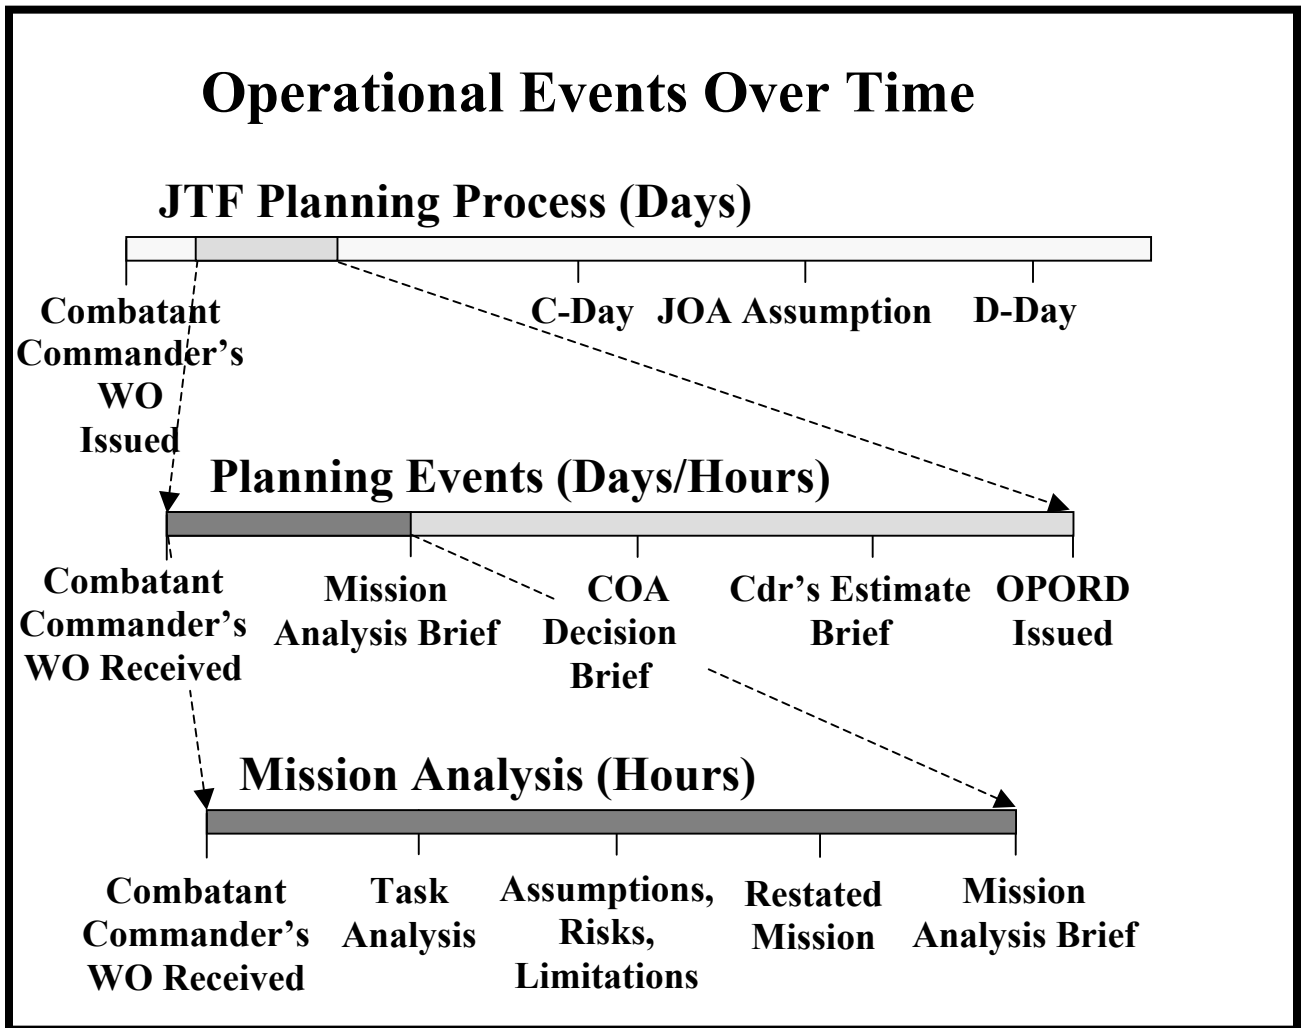 Operational Events Over Time
JTF Planning Process (Days)
Combatant
Commander’s
WO
Issued
C-Day
JOA Assumption
D-Day
Planning Events (Days/Hours)
Combatant
Commander’s
WO Received
Mission
Analysis Brief
COA
Decision
Brief
Cdr’s Estimate
Brief
OPORD
Issued
Mission Analysis (Hours)
Combatant
Commander’s
WO Received
Task
Analysis
Assumptions,
Risks,
Limitations
Restated
Mission
Mission
Analysis Brief